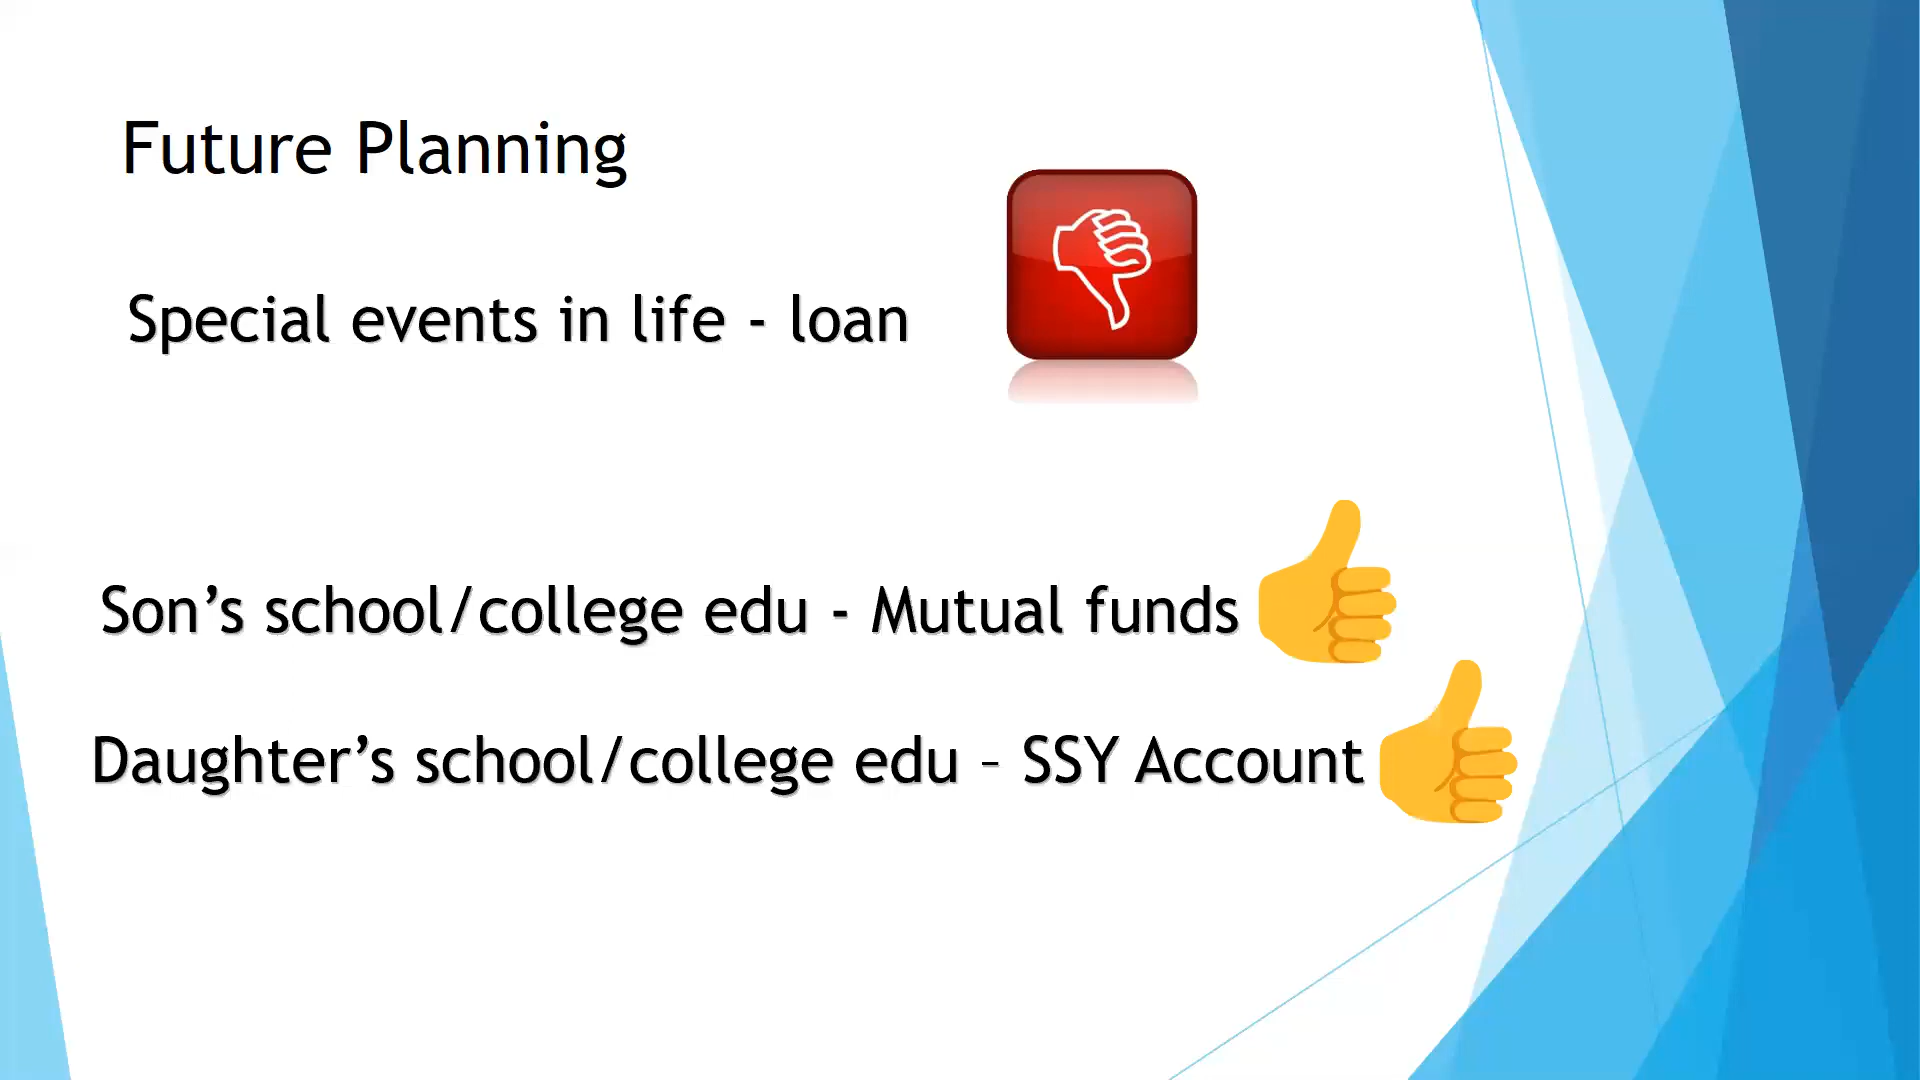 Future Planning
Special events in life - loan
Son’s school/college edu - Mutual funds
Daughter’s school/college edu – SSY Account